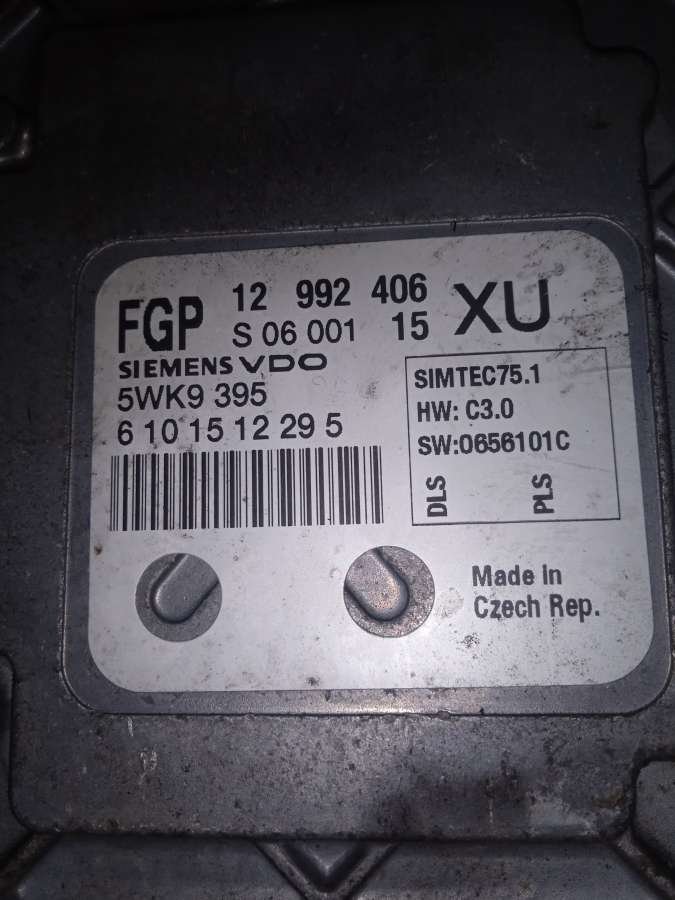 FGP 12 992 406 XU
S 06 001 15
SIEMENS VDO
5WK9 395
6 10 15 12 29 5
SIMTEC75.1
HW: C3.0
SW:0656101C
DLS
PLS
Made in
Czech Rep.